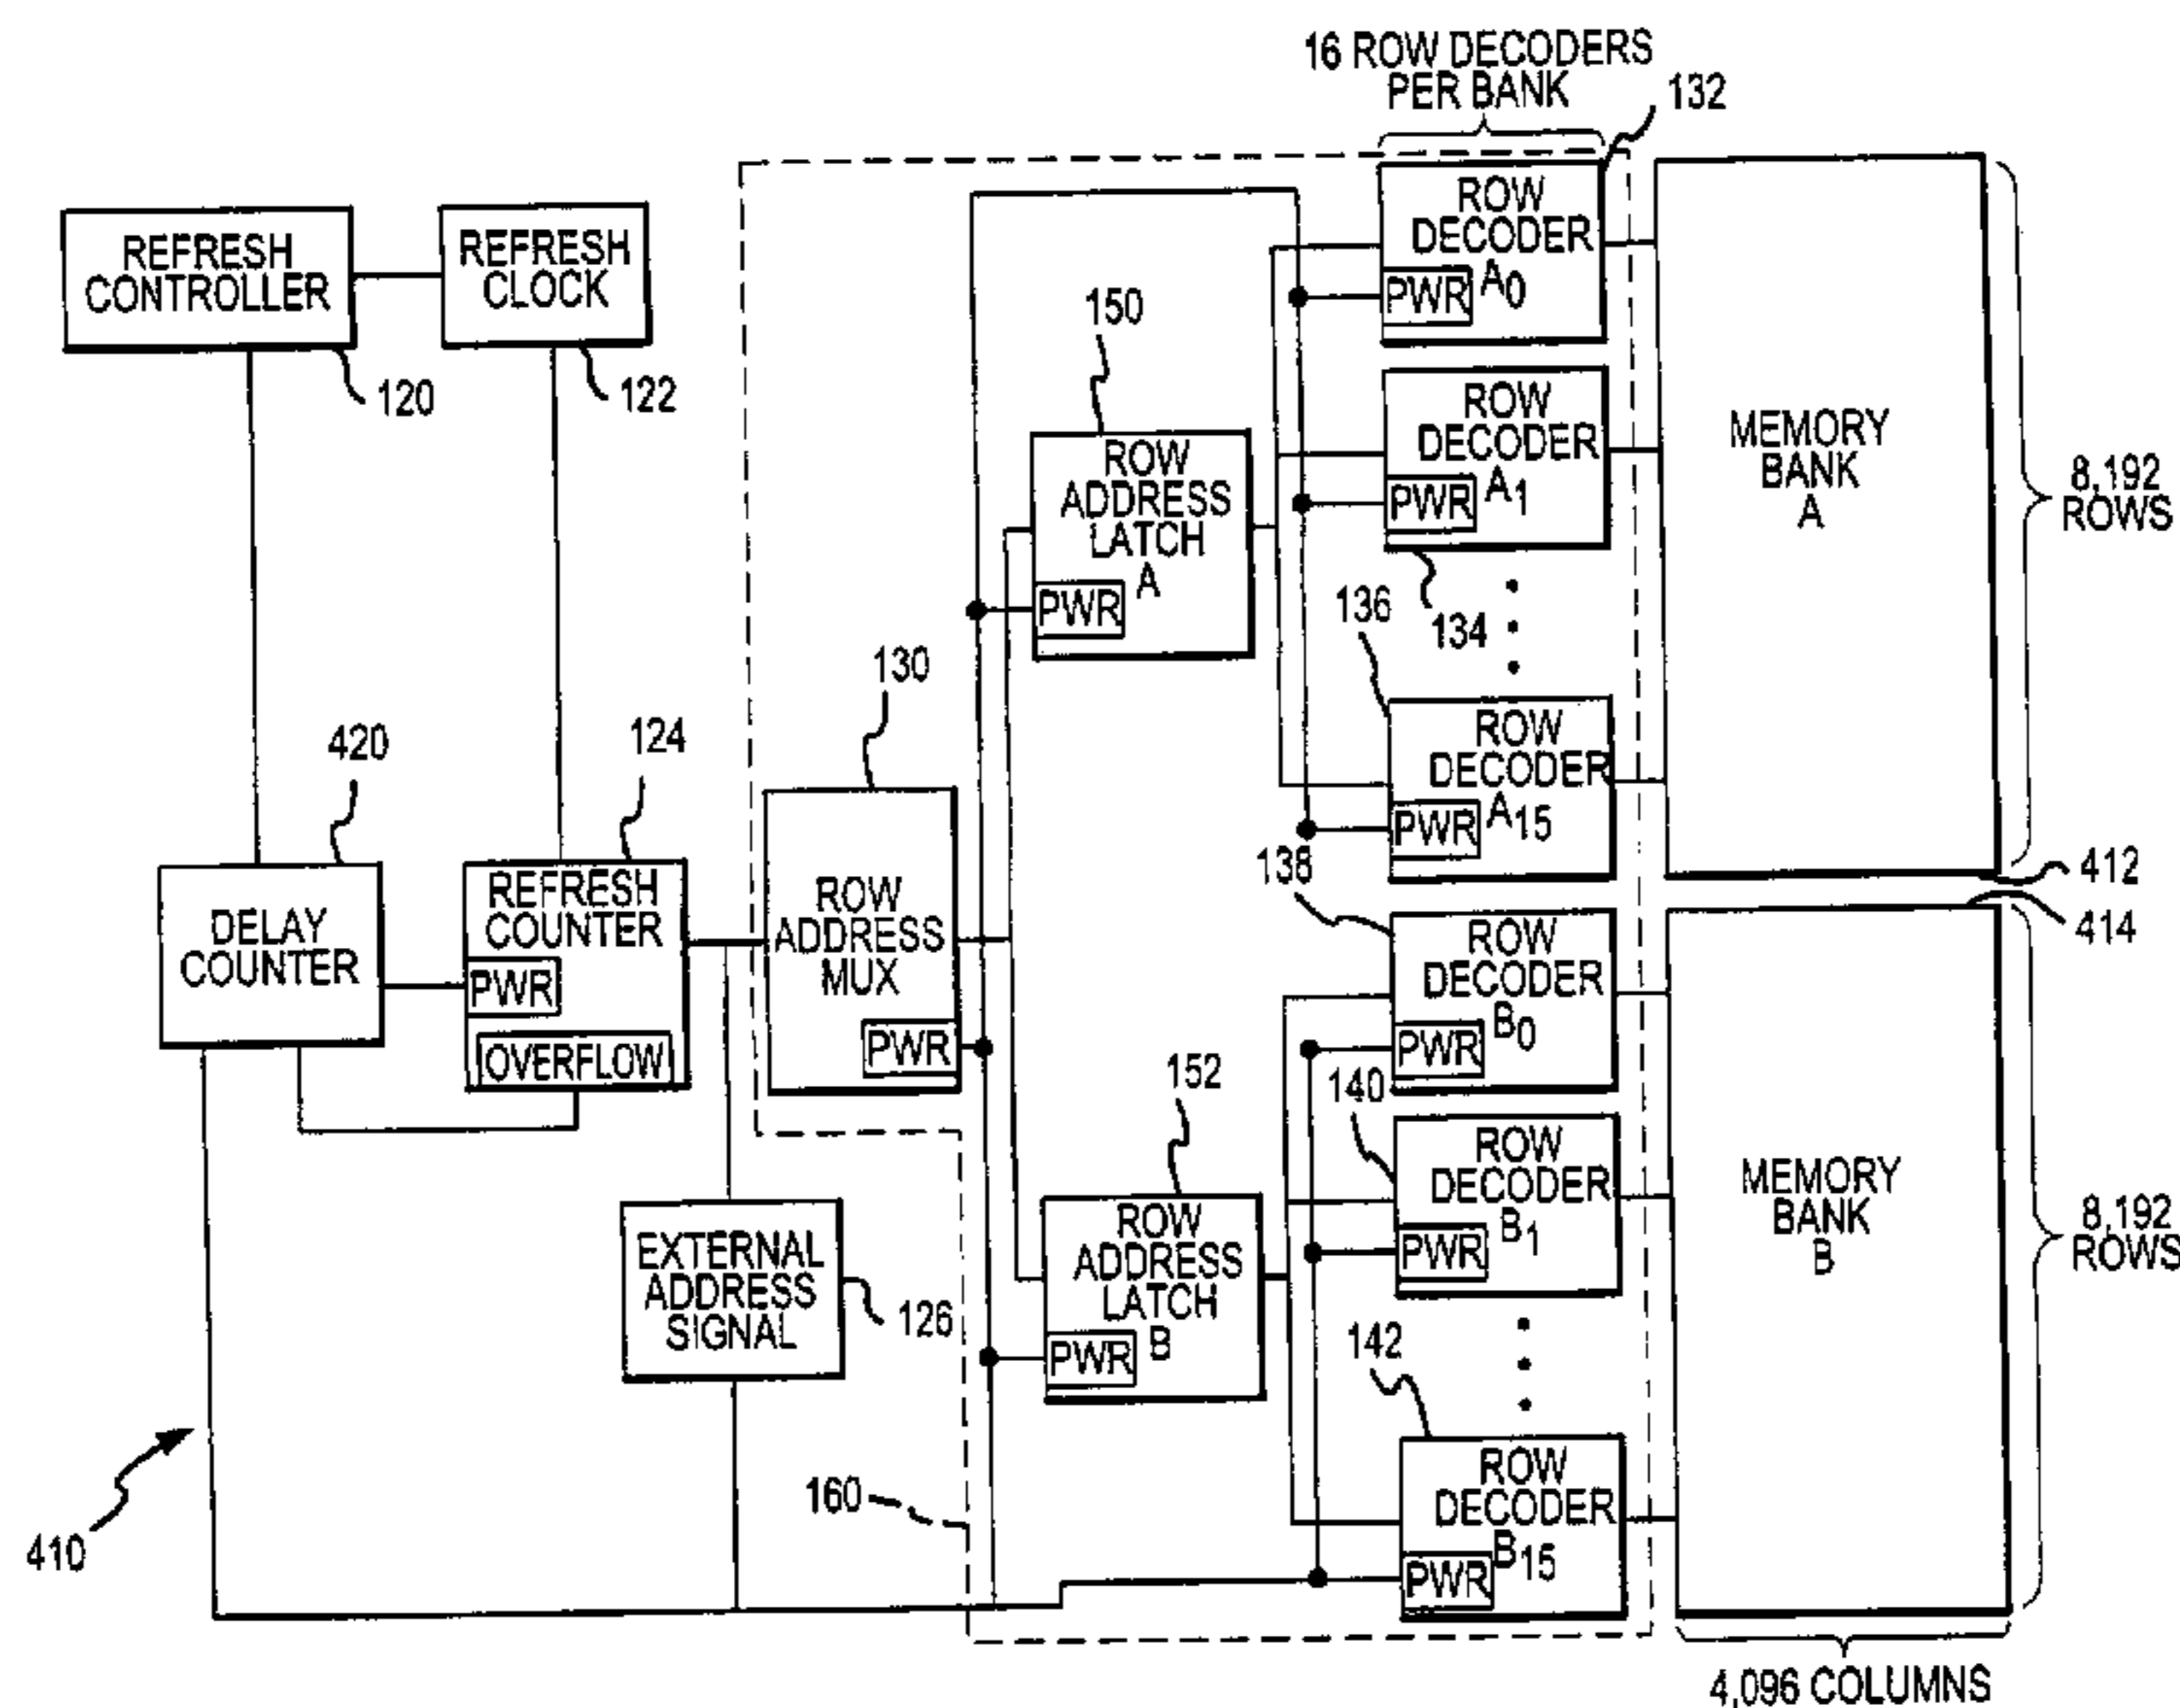 16 ROW DECODERS
PER BANK
132
REFRESH
CONTROLLER
120
REFRESH
CLOCK
122
ROW
DECODER
A0
PWR
150
ROW
ADDRESS
LATCH
A
PWR
ROW
DECODER
A1
PWR
134
MEMORY
BANK
A
8,192
ROWS
136
ROW
DECODER
A15
PWR
130
ROW
ADDRESS
MUX
PWR
420
DELAY
COUNTER
124
REFRESH
COUNTER
PWR
OVERFLOW
412
414
138
ROW
DECODER
B0
PWR
152
ROW
ADDRESS
LATCH
B
PWR
140
ROW
DECODER
B1
PWR
MEMORY
BANK
B
8,192
ROWS
EXTERNAL
ADDRESS
SIGNAL
126
142
ROW
DECODER
B15
PWR
160
410
4,096 COLUMNS